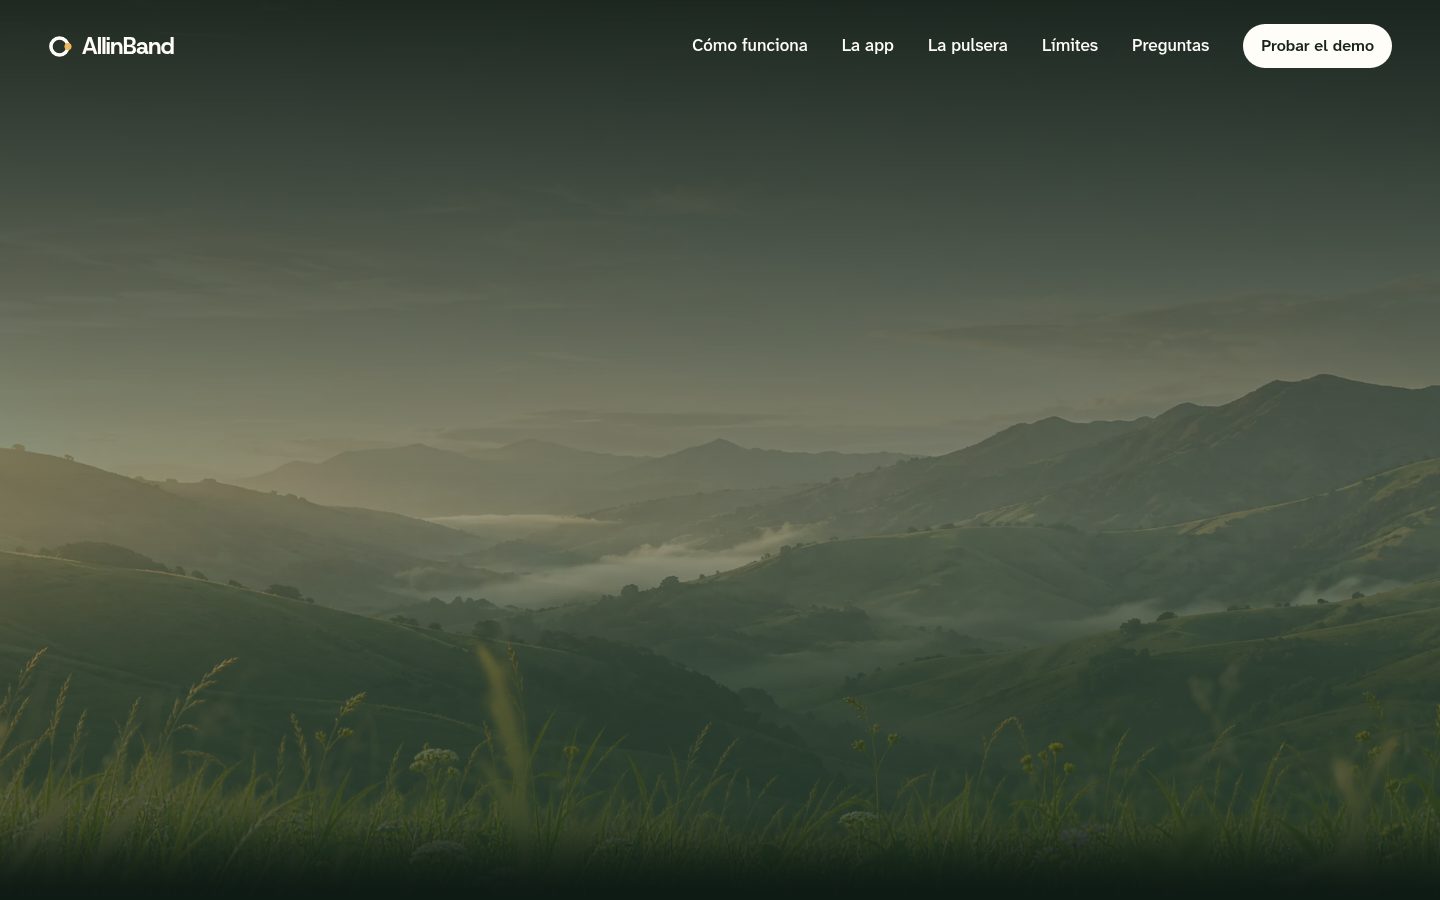 AllinBand
Cómo funciona
La app
La pulsera
Límites
Preguntas
Probar el demo